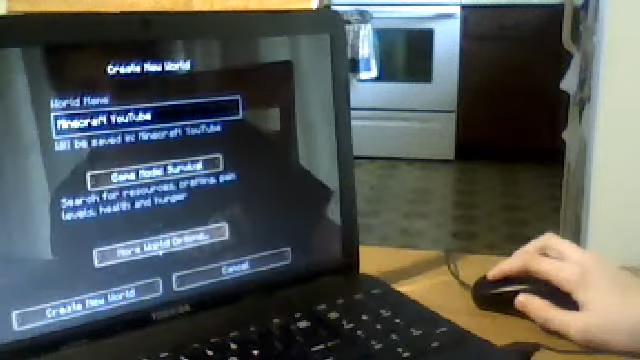 Create New World
World Name
Minecraft YouTube
Will be saved in: Minecraft YouTube
Game Mode: Survival
Search for resources, crafting, gain
levels, health and hunger
More World Options...
Create New World
Cancel
TOSHIBA